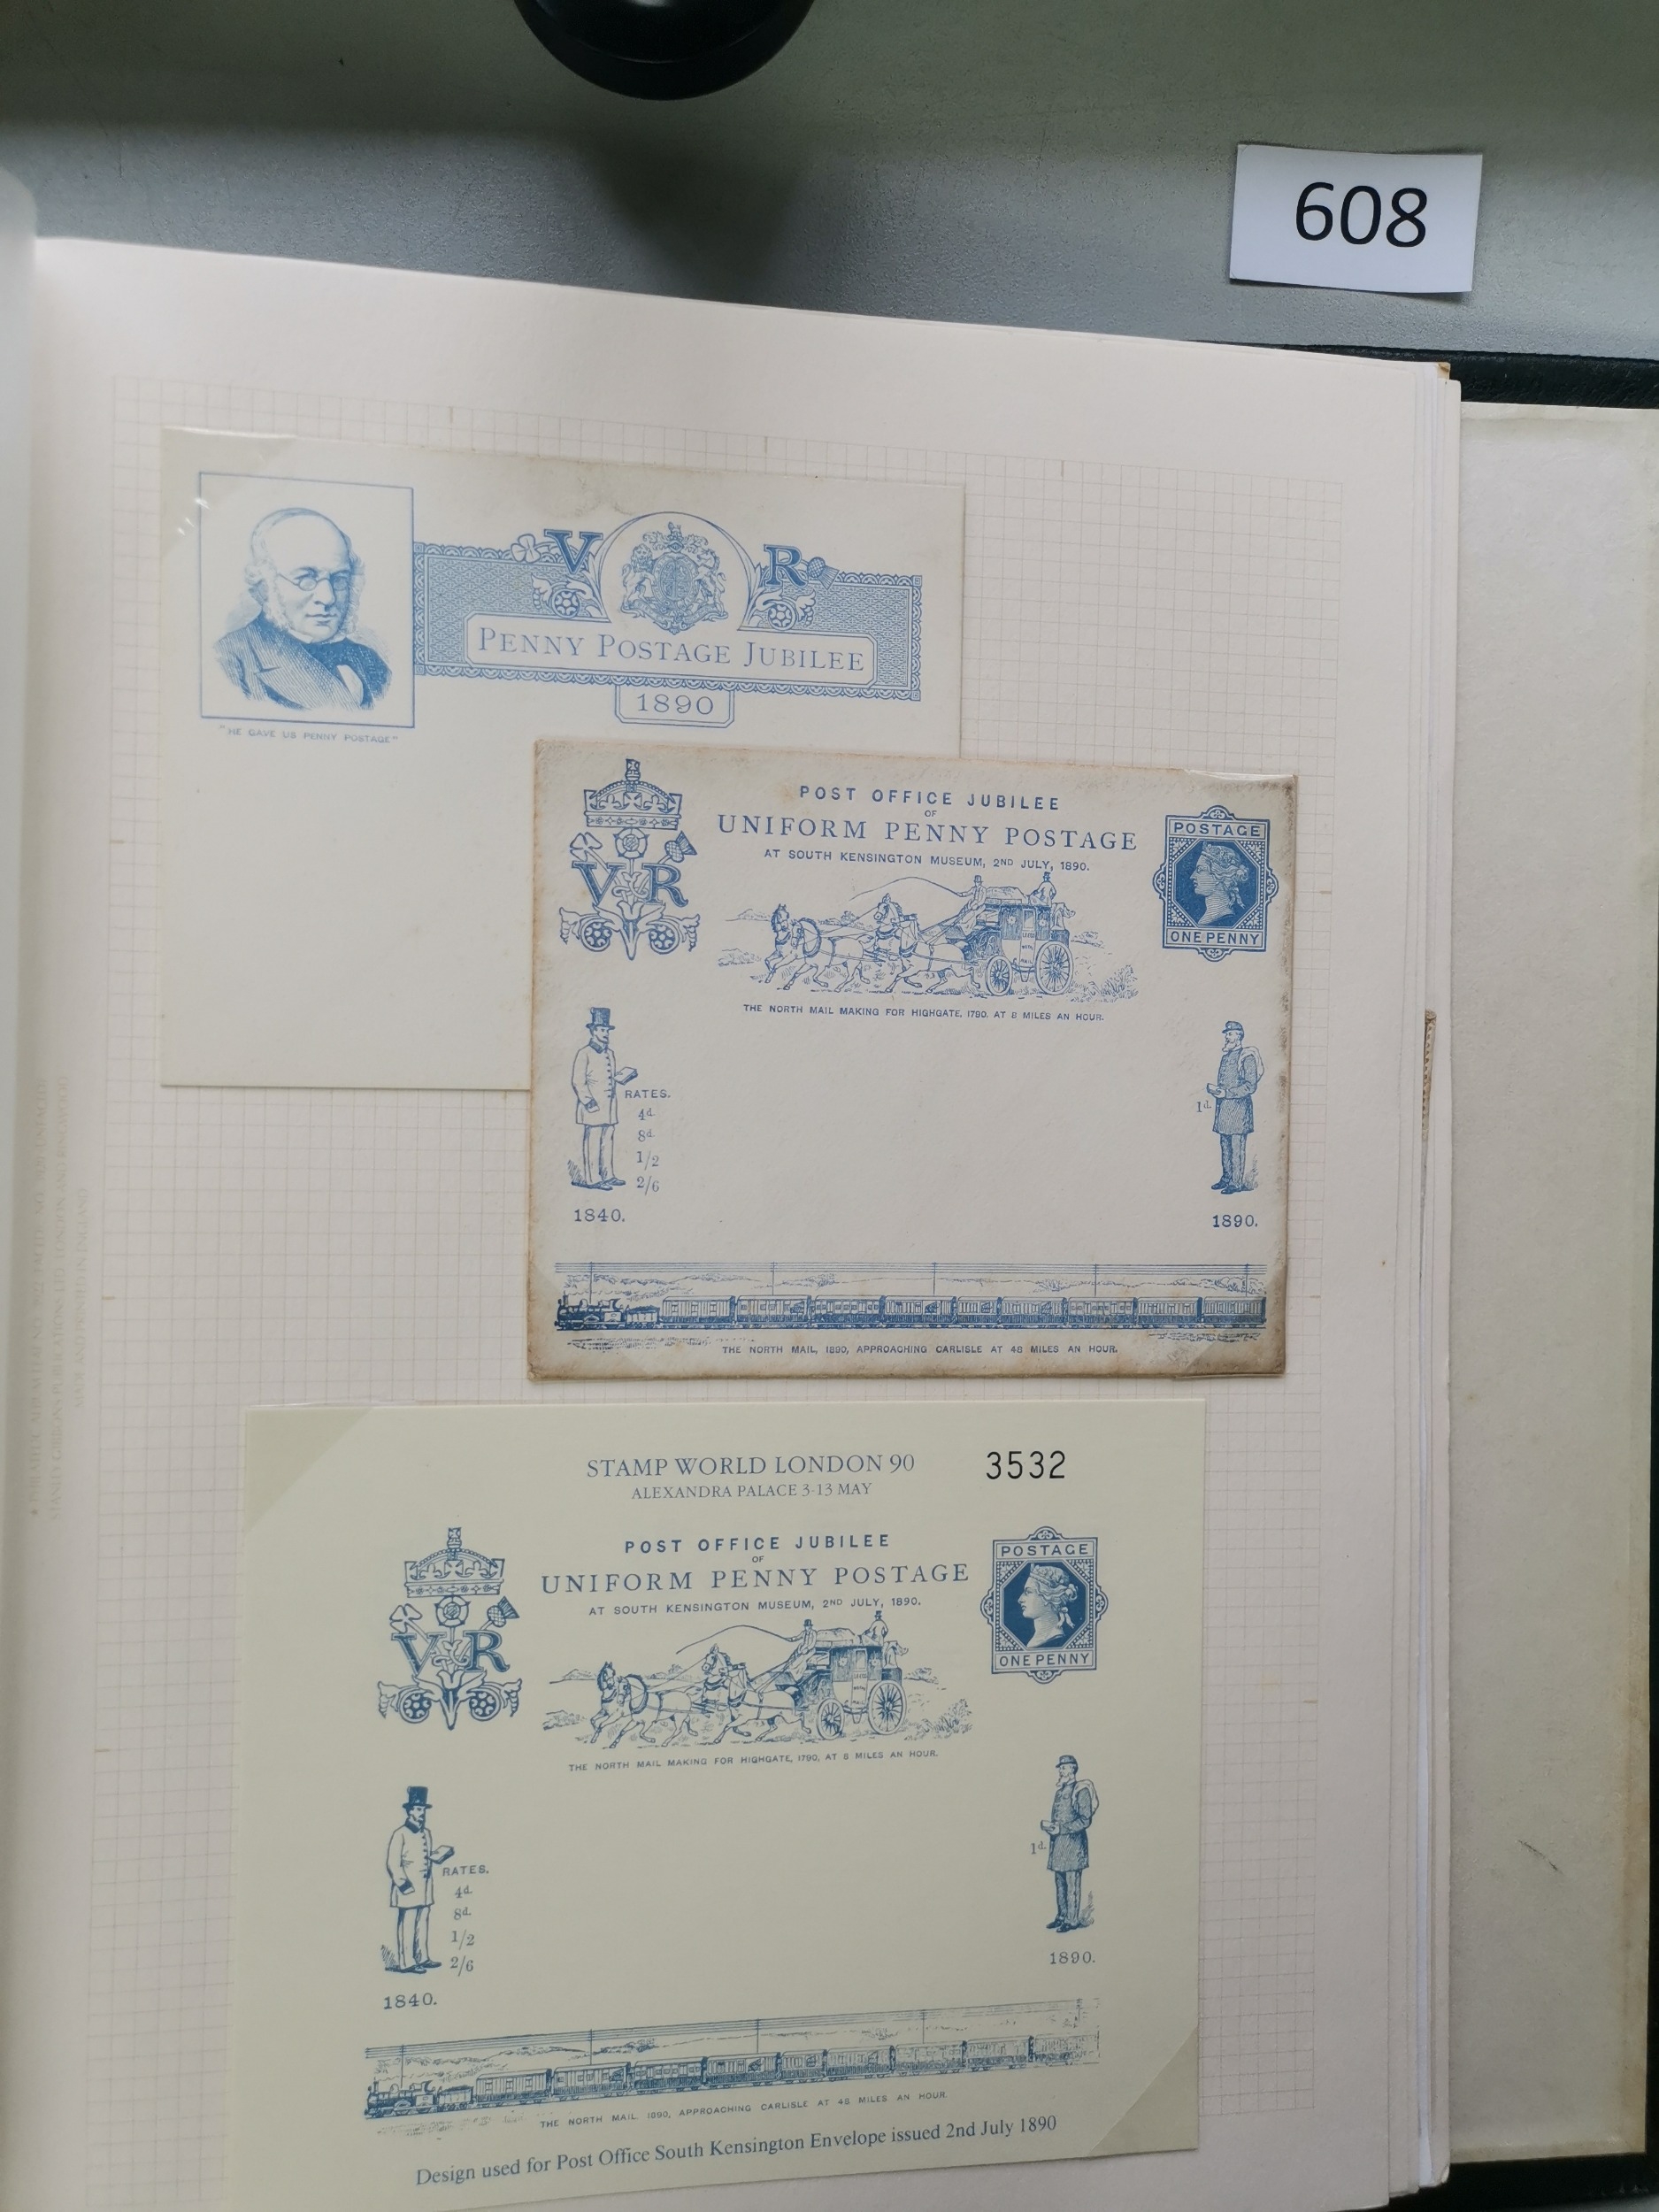 608
V R
PENNY POSTAGE JUBILEE
1890
"HE GAVE US PENNY POSTAGE"
POST OFFICE JUBILEE
OF
UNIFORM PENNY POSTAGE
AT SOUTH KENSINGTON MUSEUM, 2ND JULY, 1890.
POSTAGE
ONE PENNY
V R
THE NORTH MAIL MAKING FOR HIGHGATE, 1790, AT 8 MILES AN HOUR.
RATES.
4d.
8d.
1/2
2/6
1840.
1d.
1890.
THE NORTH MAIL, 1890, APPROACHING CARLISLE AT 48 MILES AN HOUR.
STAMP WORLD LONDON 90
ALEXANDRA PALACE 3-13 MAY
3532
POST OFFICE JUBILEE
OF
UNIFORM PENNY POSTAGE
AT SOUTH KENSINGTON MUSEUM, 2ND JULY, 1890.
POSTAGE
ONE PENNY
V R
THE NORTH MAIL MAKING FOR HIGHGATE, 1790, AT 8 MILES AN HOUR.
RATES.
4d.
8d.
1/2
2/6
1840.
1d.
1890.
THE NORTH MAIL, 1890, APPROACHING CARLISLE AT 48 MILES AN HOUR.
Design used for Post Office South Kensington Envelope issued 2nd July 1890